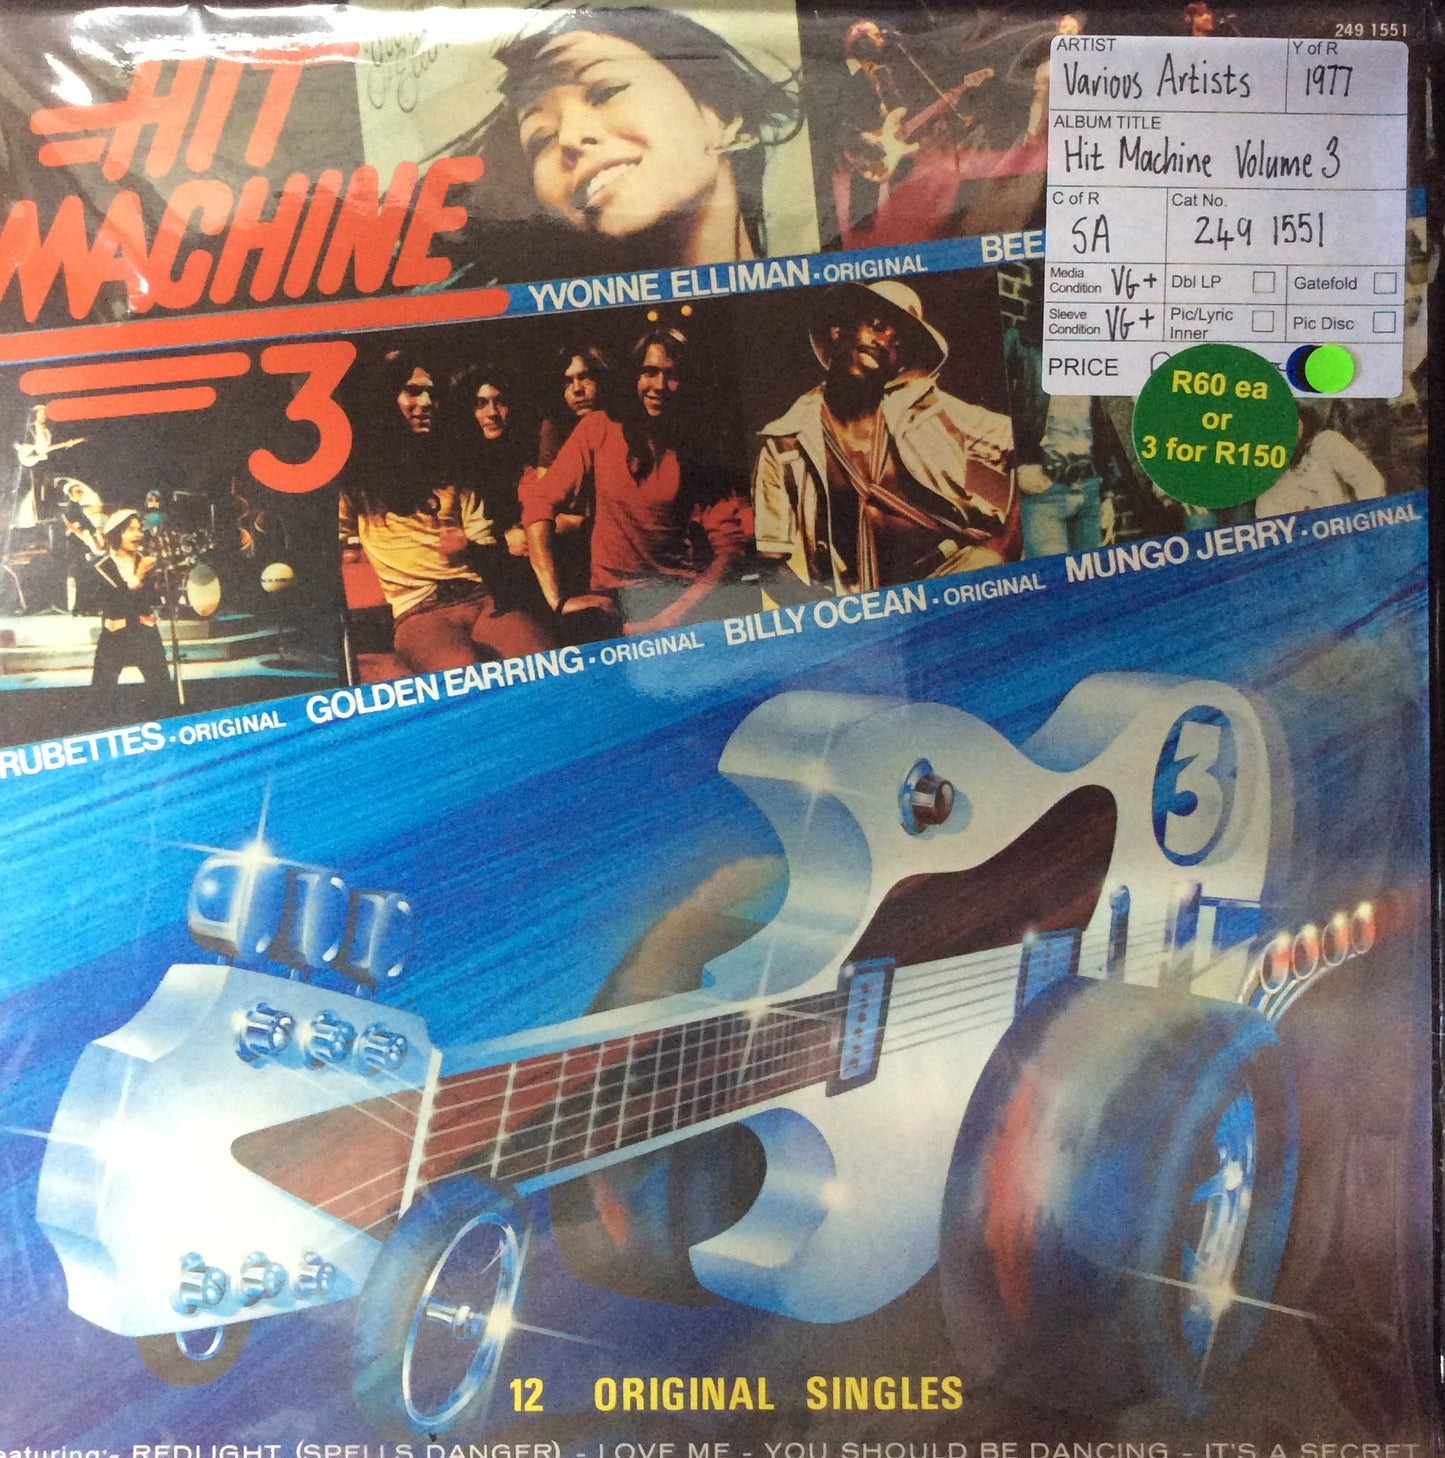 249 1551
HIT
MACHINE
3
ARTIST
Various Artists
Y of R
1977
ALBUM TITLE
Hit Machine Volume 3
C of R
SA
Cat No.
249 1551
Media Condition VG+
Dbl LP
Gatefold
Sleeve Condition VG+
Pic/Lyric Inner
Pic Disc
PRICE
R60 ea
or
3 for R150
YVONNE ELLIMAN · ORIGINAL BEE
RUBETTES · ORIGINAL GOLDEN EARRING · ORIGINAL BILLY OCEAN · ORIGINAL MUNGO JERRY · ORIGINAL
3
12 ORIGINAL SINGLES
eaturing:- REDLIGHT (SPELLS DANGER) - LOVE ME - YOU SHOULD BE DANCING - IT'S A SECRET